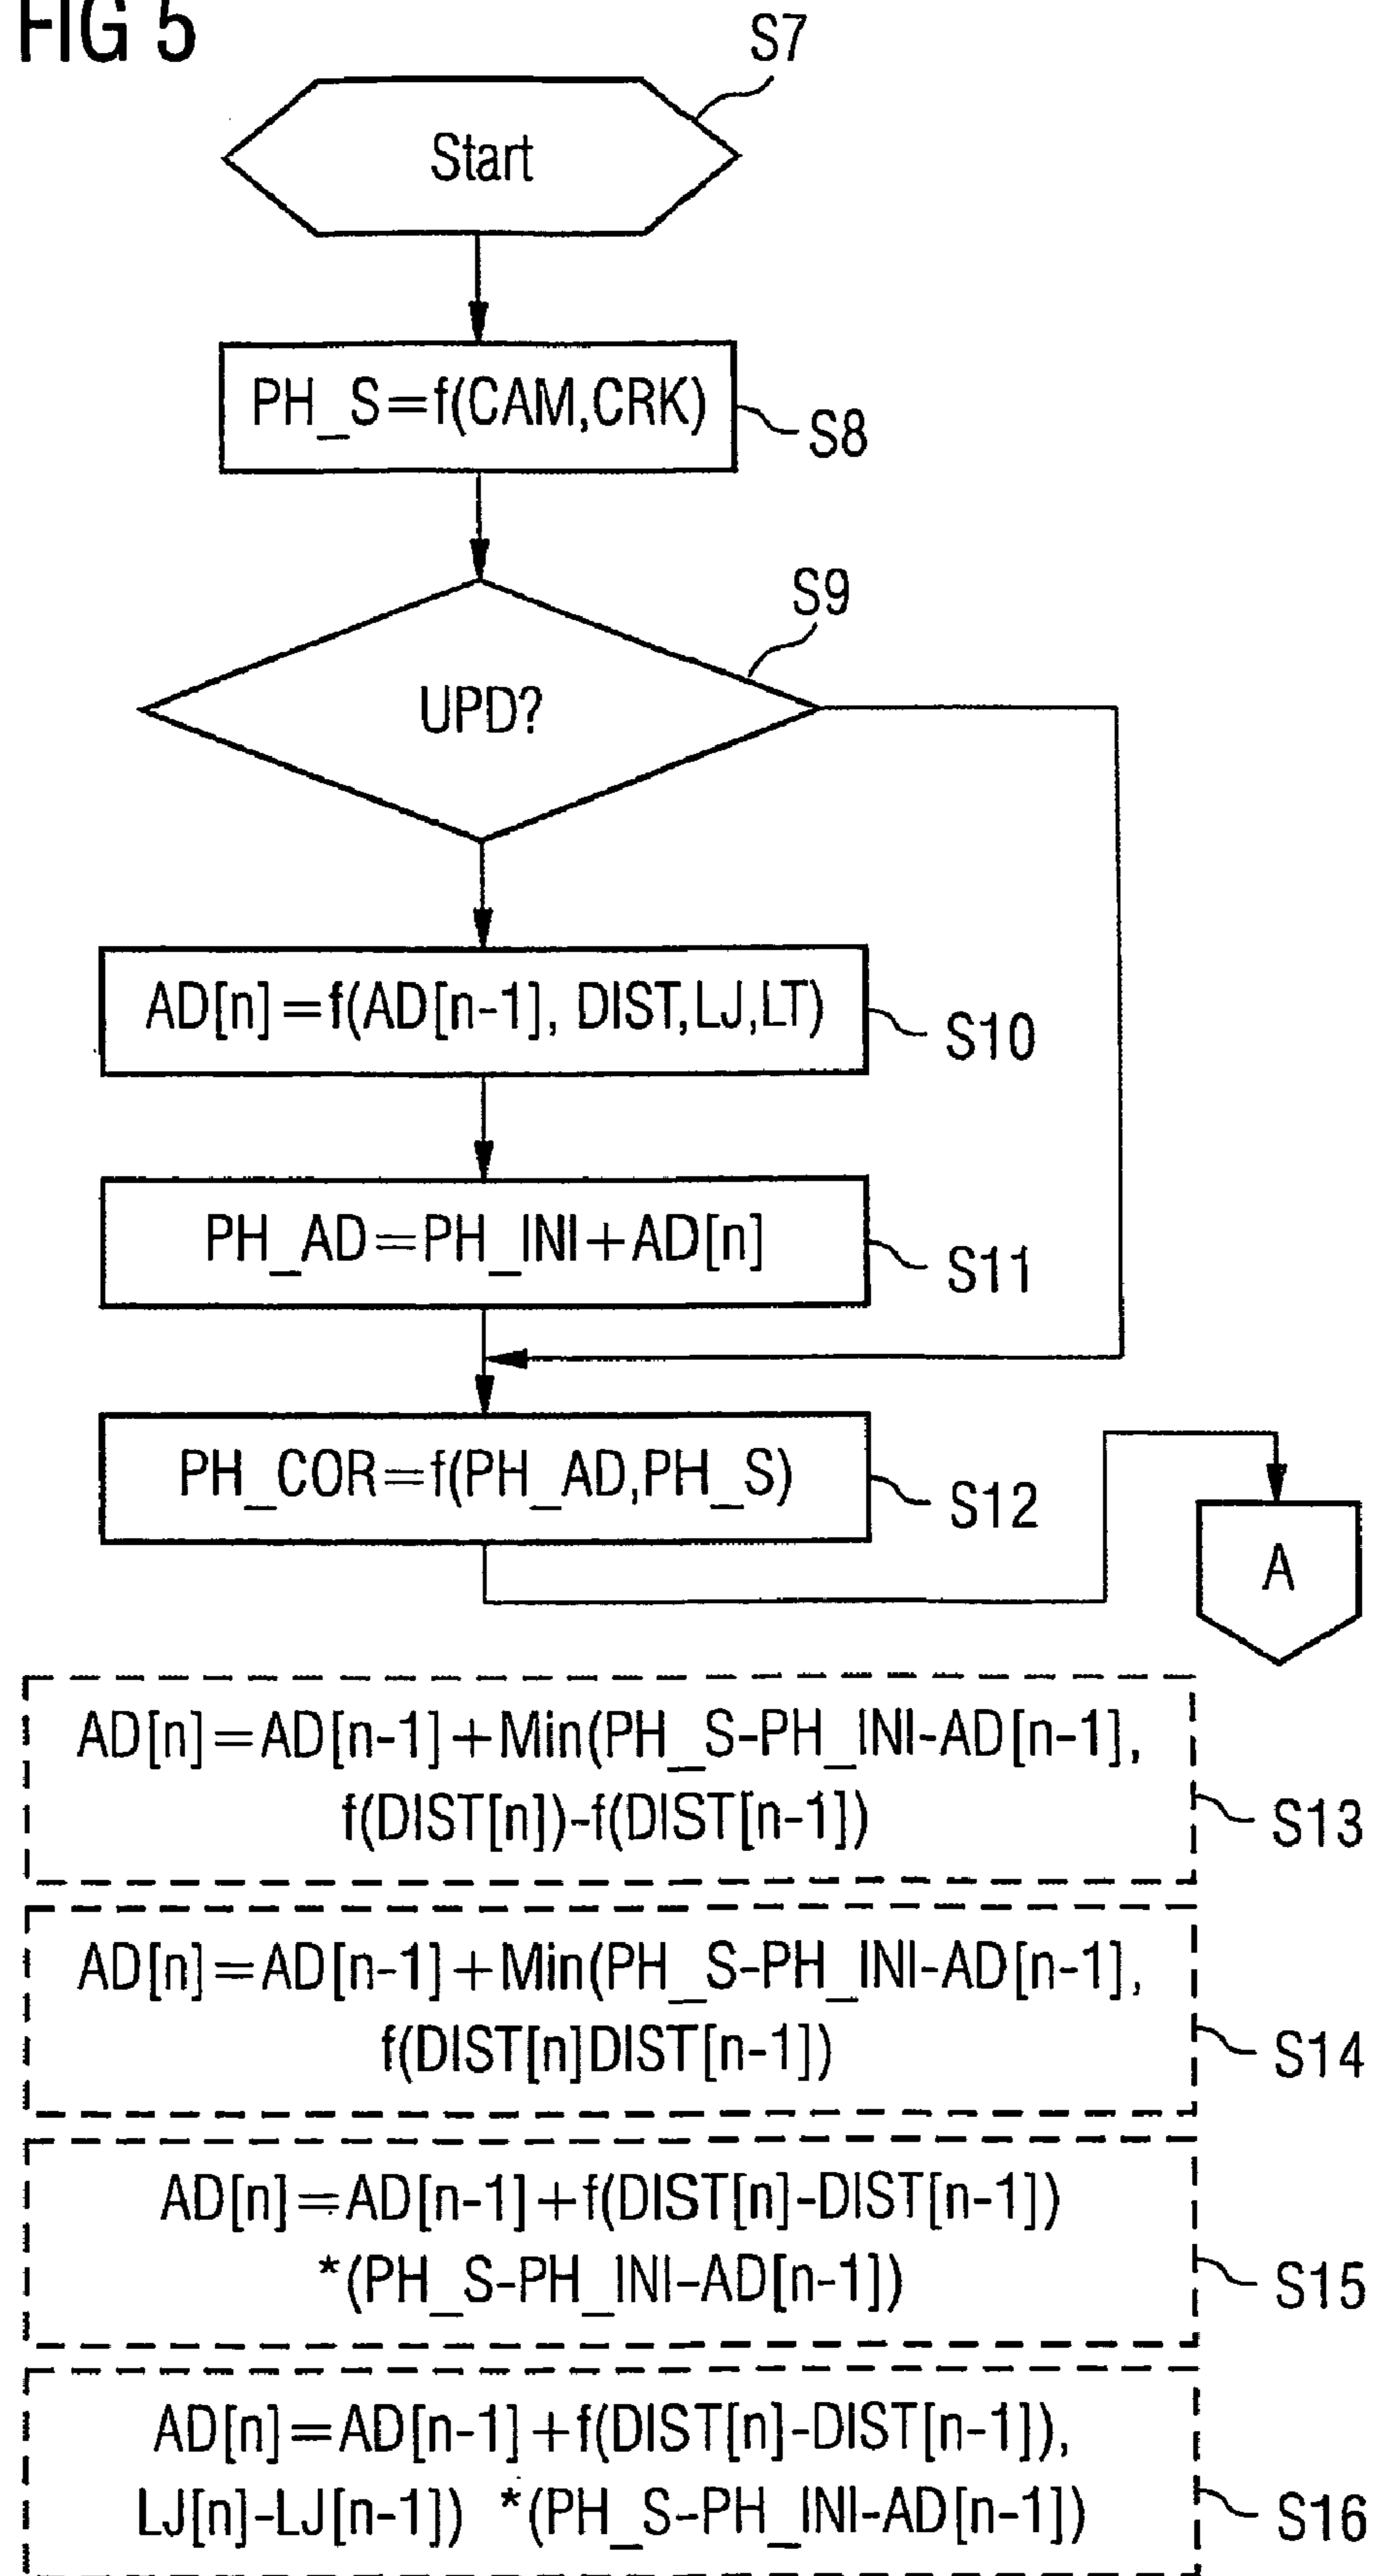 FIG 5
S7
Start
PH_S=f(CAM,CRK)
S8
S9
UPD?
AD[n]=f(AD[n-1], DIST,LJ,LT)
S10
PH_AD=PH_INI+AD[n]
S11
PH_COR=f(PH_AD,PH_S)
S12
A
AD[n]=AD[n-1]+Min(PH_S-PH_INI-AD[n-1],
f(DIST[n])-f(DIST[n-1])
S13
AD[n]=AD[n-1]+Min(PH_S-PH_INI-AD[n-1],
f(DIST[n]DIST[n-1])
S14
AD[n]=AD[n-1]+f(DIST[n]-DIST[n-1])
*(PH_S-PH_INI-AD[n-1])
S15
AD[n]=AD[n-1]+f(DIST[n]-DIST[n-1]),
LJ[n]-LJ[n-1]) *(PH_S-PH_INI-AD[n-1])
S16